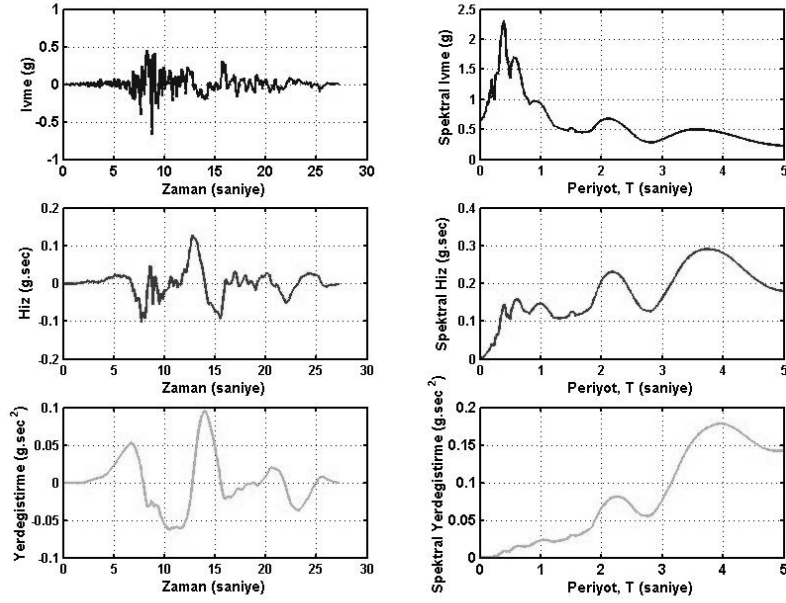 1
0.5
0
-0.5
-1
Ivme (g)
0 5 10 15 20 25 30
Zaman (saniye)
2.5
2
1.5
1
0.5
0
Spektral Ivme (g)
0 1 2 3 4 5
Periyot, T (saniye)
0.2
0.1
0
-0.1
-0.2
Hiz (g.sec)
0 5 10 15 20 25 30
Zaman (saniye)
0.4
0.3
0.2
0.1
0
Spektral Hiz (g.sec)
0 1 2 3 4 5
Periyot, T (saniye)
0.1
0.05
0
-0.05
-0.1
Yerdegistirme (g.sec²)
0 5 10 15 20 25 30
Zaman (saniye)
0.2
0.15
0.1
0.05
0
Spektral Yerdegistirme (g.sec²)
0 1 2 3 4 5
Periyot, T (saniye)